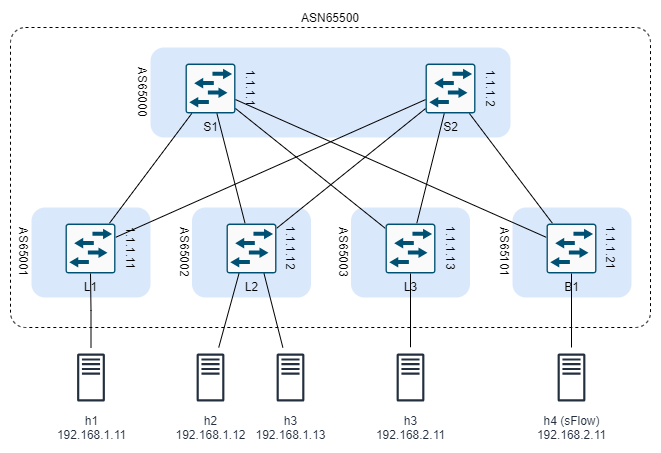 ASN65500
AS65000
1.1.1.1
S1
1.1.1.2
S2
AS65001
1.1.1.11
L1
AS65002
1.1.1.12
L2
AS65003
1.1.1.13
L3
AS65101
1.1.1.21
B1
h1
192.168.1.11
h2
192.168.1.12
h3
192.168.1.13
h3
192.168.2.11
h4 (sFlow)
192.168.2.11